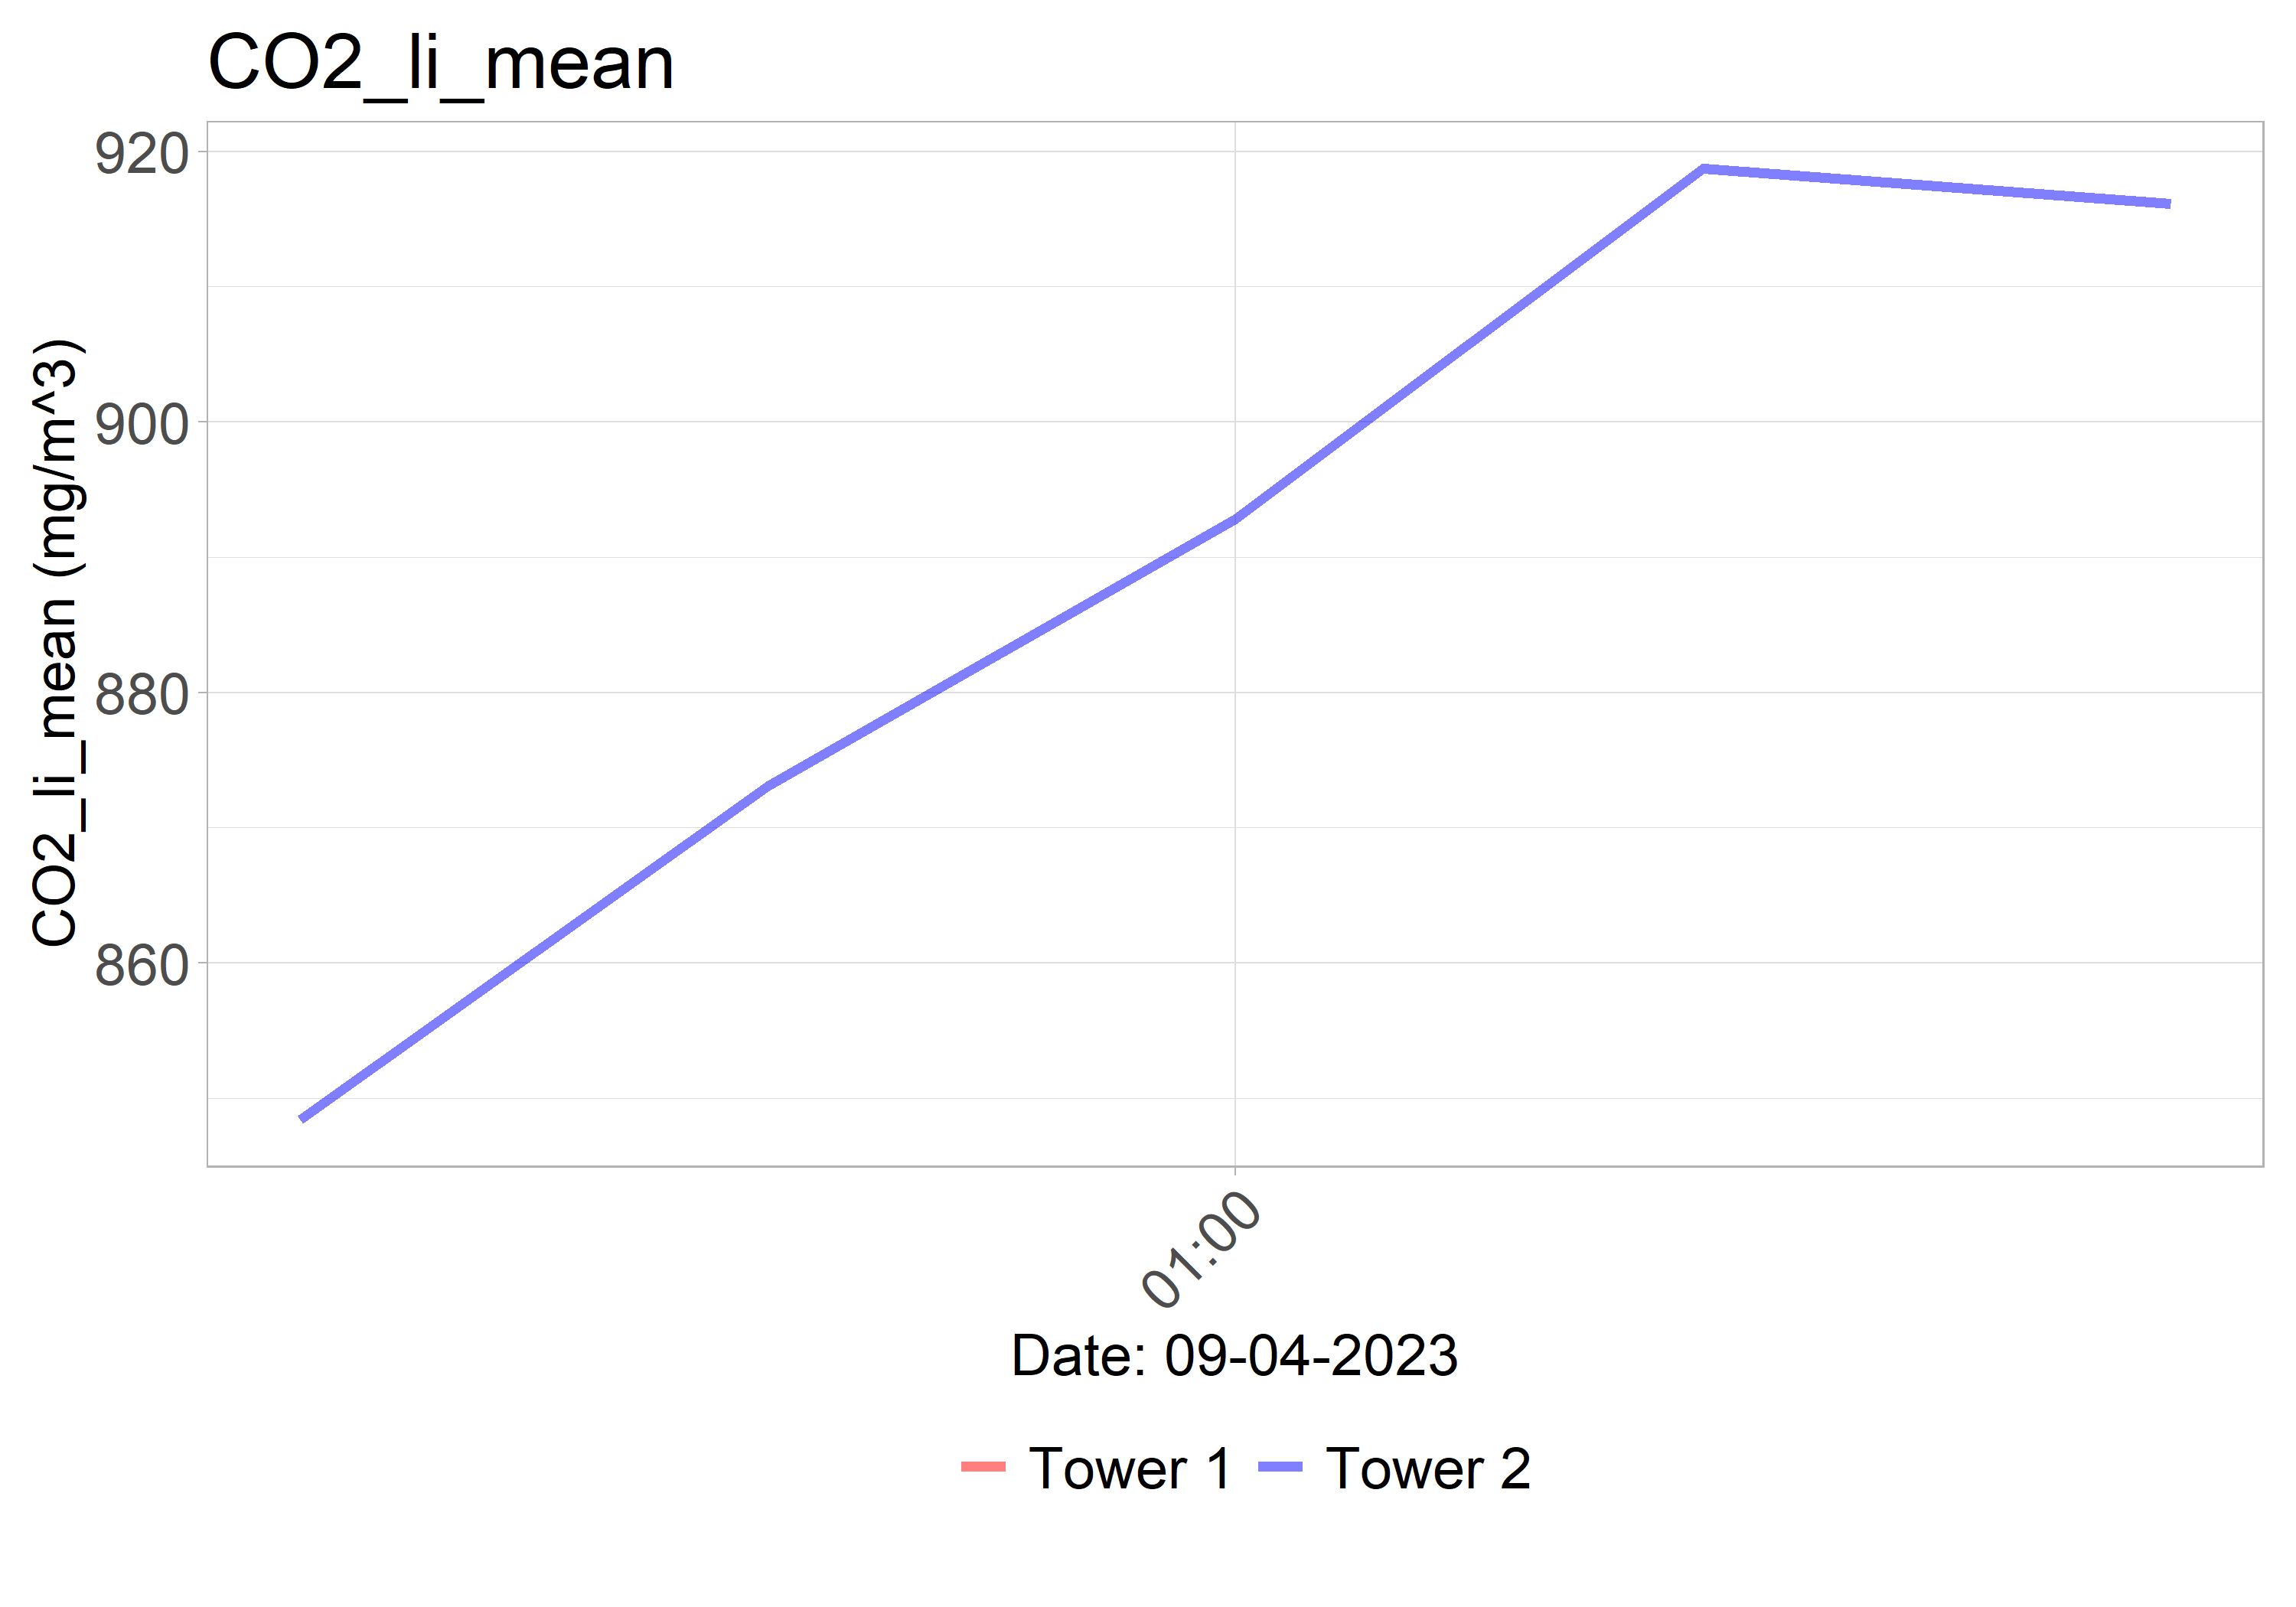 CO2_li_mean
CO2_li_mean (mg/m^3)
920
900
880
860
01:00
Date: 09-04-2023
Tower 1 Tower 2